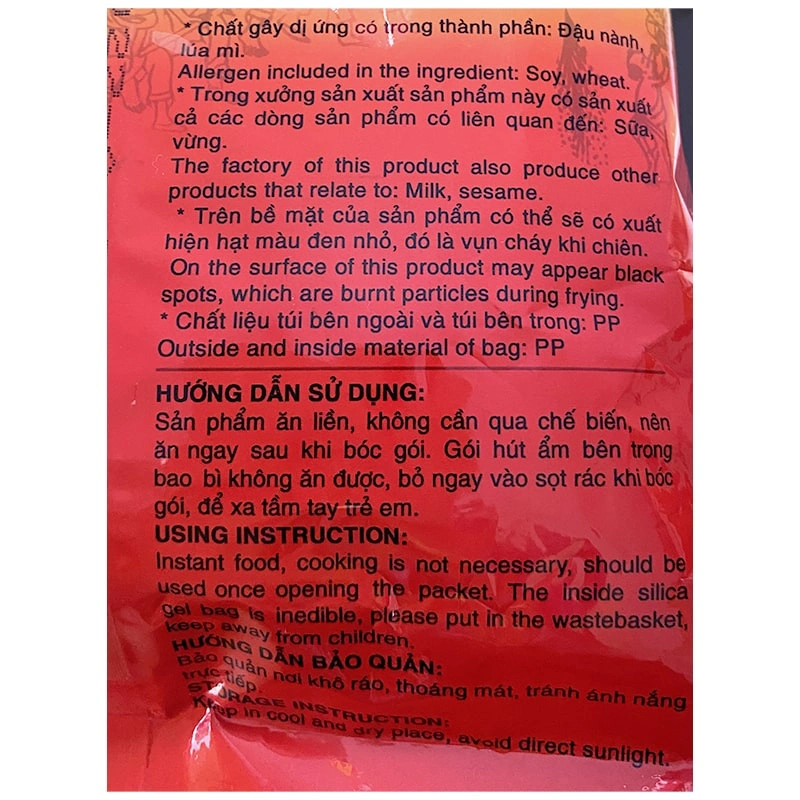 * Chất gây dị ứng có trong thành phần: Đậu nành,
lúa mì.
Allergen included in the ingredient: Soy, wheat.
* Trong xưởng sản xuất sản phẩm này có sản xuất
cả các dòng sản phẩm có liên quan đến: Sữa,
vừng.
The factory of this product also produce other
products that relate to: Milk, sesame.
* Trên bề mặt của sản phẩm có thể sẽ có xuất
hiện hạt màu đen nhỏ, đó là vụn cháy khi chiên.
On the surface of this product may appear black
spots, which are burnt particles during frying.
* Chất liệu túi bên ngoài và túi bên trong: PP
Outside and inside material of bag: PP
HƯỚNG DẪN SỬ DỤNG:
Sản phẩm ăn liền, không cần qua chế biến, nên
ăn ngay sau khi bóc gói. Gói hút ẩm bên trong
bao bì không ăn được, bỏ ngay vào sọt rác khi bóc
gói, để xa tầm tay trẻ em.
USING INSTRUCTION:
Instant food, cooking is not necessary, should be
used once opening the packet. The inside silica
gel bag is inedible, please put in the wastebasket,
keep away from children.
HƯỚNG DẪN BẢO QUẢN:
Bảo quản nơi khô ráo, thoáng mát, tránh ánh nắng
trực tiếp.
STORAGE INSTRUCTION:
Keep in cool and dry place, avoid direct sunlight.